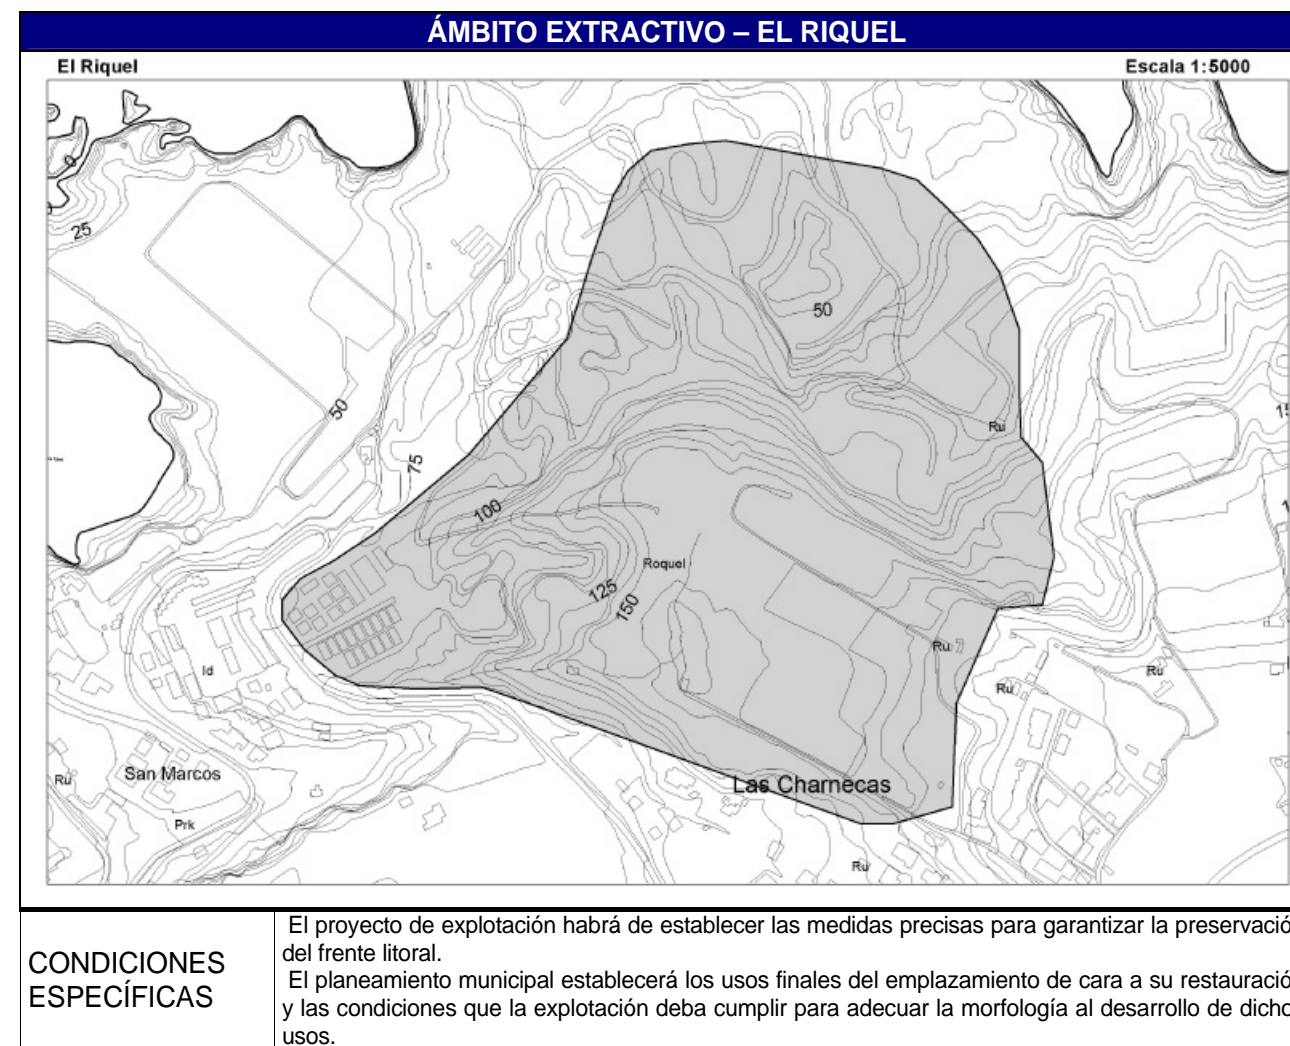 ÁMBITO EXTRACTIVO – EL RIQUEL
El Riquel
Escala 1:5000
25
50
50
75
100
Ru
Roquel
125
150
Ru
Ru
Ru
Id
San Marcos
Ru
Prk
Las Charnecas
Ru
CONDICIONES
ESPECÍFICAS
El proyecto de explotación habrá de establecer las medidas precisas para garantizar la preservació
del frente litoral.
El planeamiento municipal establecerá los usos finales del emplazamiento de cara a su restauració
y las condiciones que la explotación deba cumplir para adecuar la morfología al desarrollo de dicho
usos.